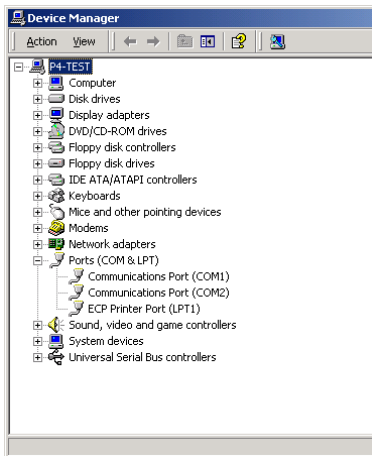 Device Manager
Action View
P4-TEST
Computer
Disk drives
Display adapters
DVD/CD-ROM drives
Floppy disk controllers
Floppy disk drives
IDE ATA/ATAPI controllers
Keyboards
Mice and other pointing devices
Modems
Network adapters
Ports (COM & LPT)
Communications Port (COM1)
Communications Port (COM2)
ECP Printer Port (LPT1)
Sound, video and game controllers
System devices
Universal Serial Bus controllers